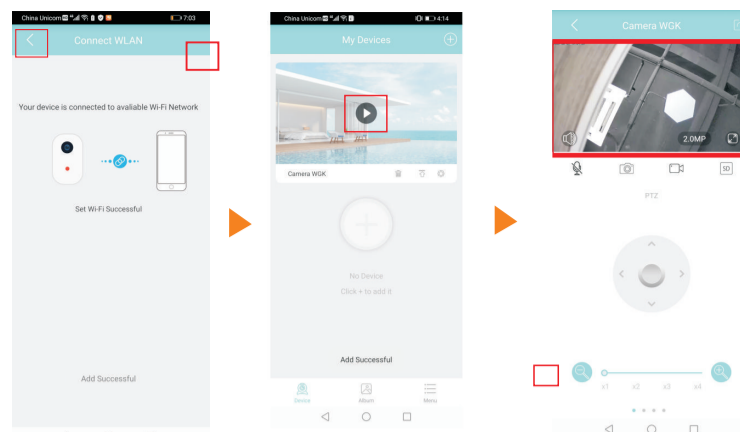 China Unicom 7:03
Connect WLAN
Your device is connected to avaliable Wi-Fi Network
Set Wi-Fi Successful
Add Successful
China Unicom 4:14
My Devices
Camera WGK
No Device
Click + to add it
Add Successful
Device Album Menu
Camera WGK
2.0MP
SD
PTZ
x1 x2 x3 x4